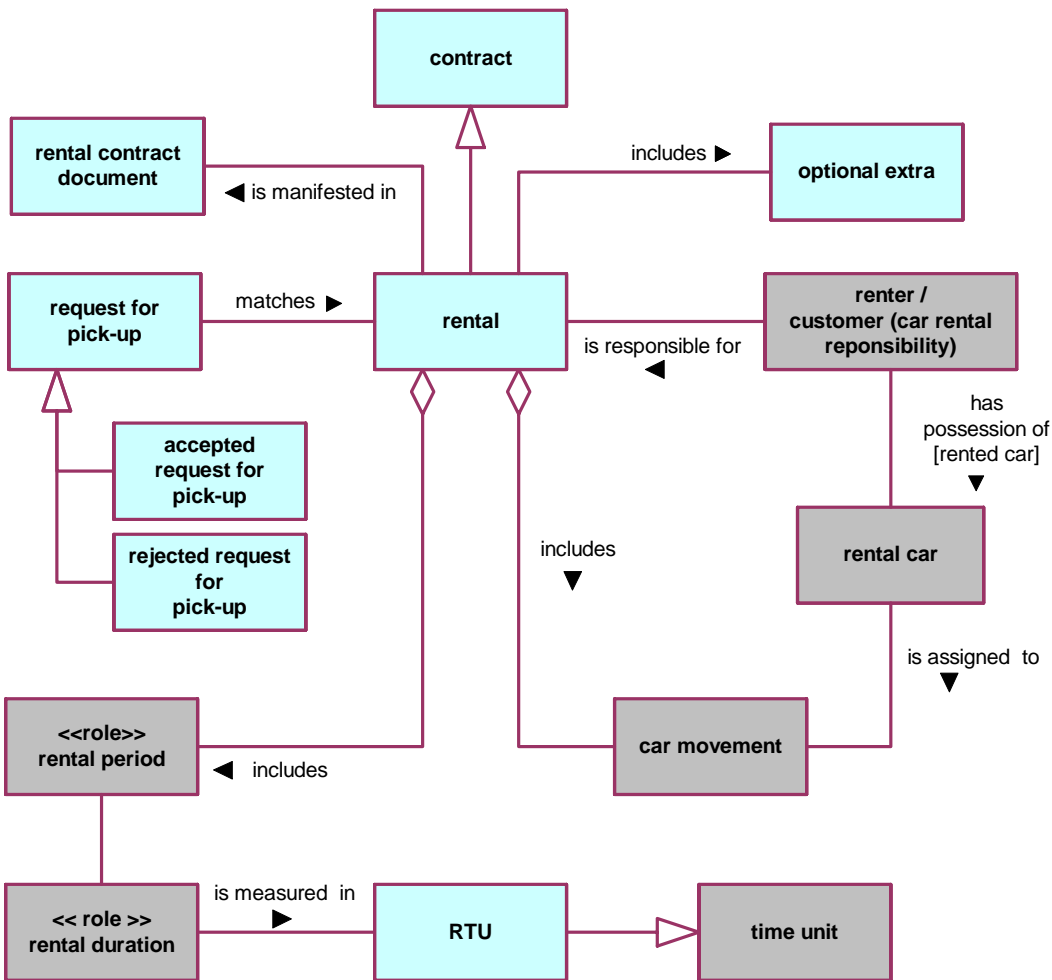 contract
rental contract
document
includes ►
optional extra
◄ is manifested in
request for
pick-up
matches ►
rental
renter /
customer (car rental
reponsibility)
is responsible for
◄
has
possession of
[rented car]
▼
accepted
request for
pick-up
rejected request
for
pick-up
includes
▼
rental car
is assigned  to
▼
<<role>>
rental period
◄ includes
car movement
<< role >>
rental duration
is measured  in
►
RTU
time unit